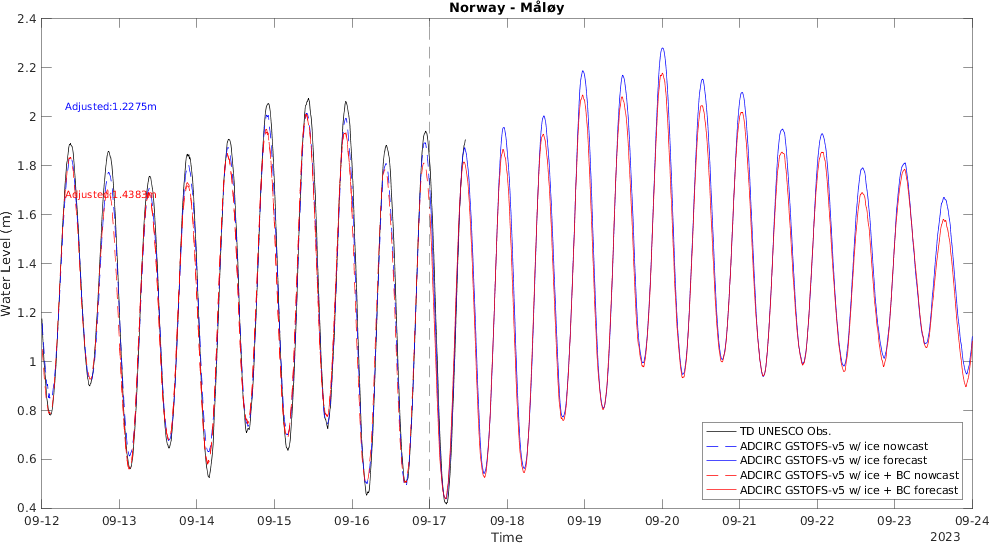 Norway - Måløy
2.4
2.2
2
1.8
1.6
1.4
1.2
1
0.8
0.6
0.4
Water Level (m)
Adjusted:1.2275m
Adjusted:1.4383m
TD UNESCO Obs.
ADCIRC GSTOFS-v5 w/ ice nowcast
ADCIRC GSTOFS-v5 w/ ice forecast
ADCIRC GSTOFS-v5 w/ ice + BC nowcast
ADCIRC GSTOFS-v5 w/ ice + BC forecast
09-12 09-13 09-14 09-15 09-16 09-17 09-18 09-19 09-20 09-21 09-22 09-23 09-24
Time
2023